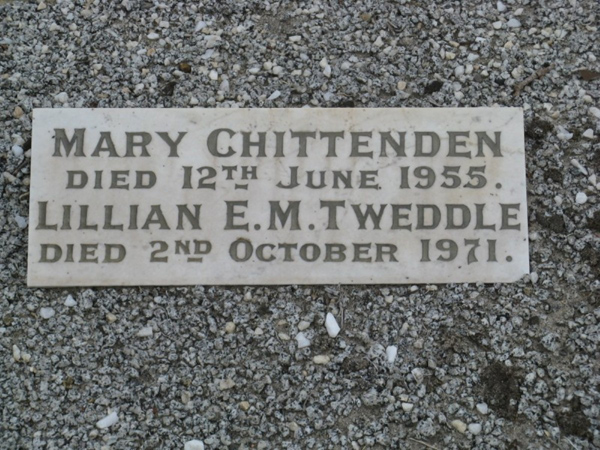 MARY CHITTENDEN
DIED 12TH JUNE 1955.
LILLIAN E.M. TWEDDLE
DIED 2ND OCTOBER 1971.